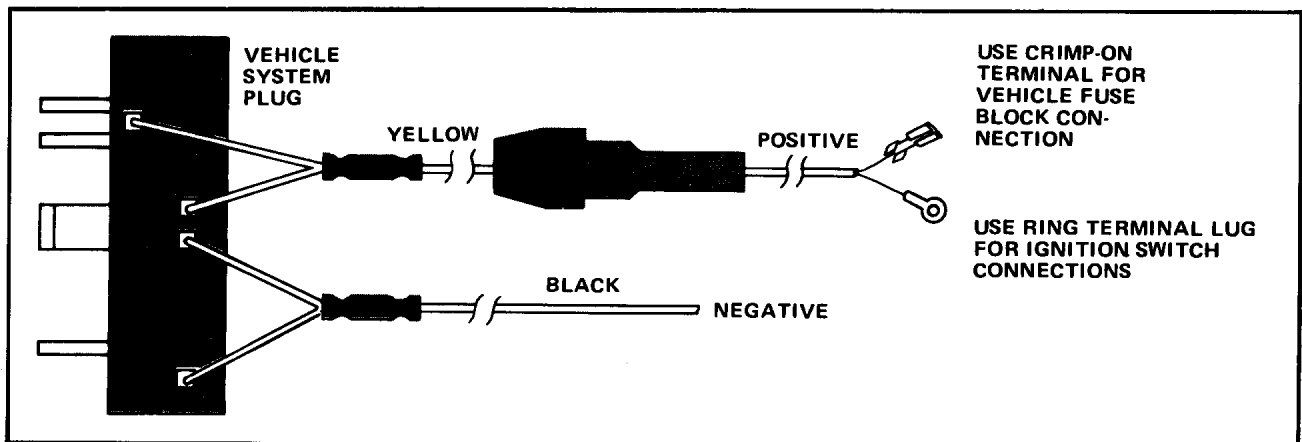 VEHICLE
SYSTEM
PLUG
YELLOW
POSITIVE
USE CRIMP-ON
TERMINAL FOR
VEHICLE FUSE
BLOCK CON-
NECTION
USE RING TERMINAL LUG
FOR IGNITION SWITCH
CONNECTIONS
BLACK
NEGATIVE